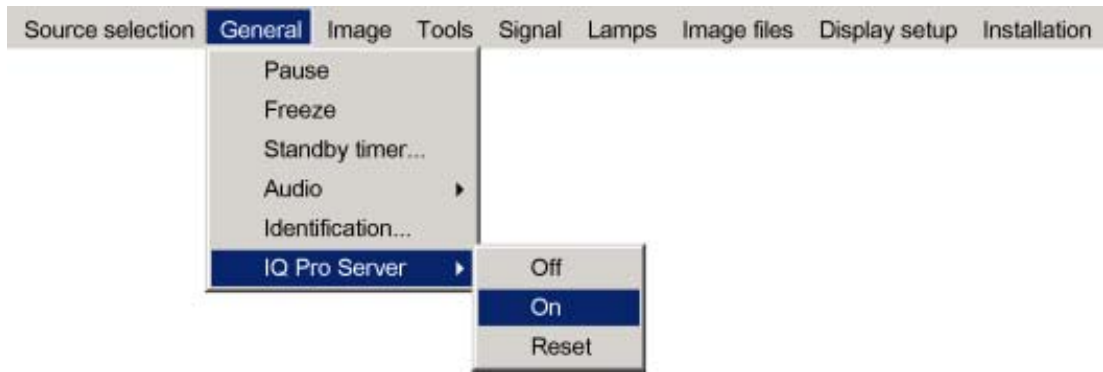 Source selection General Image Tools Signal Lamps Image files Display setup Installation
Pause
Freeze
Standby timer...
Audio
Identification...
IQ Pro Server
Off
On
Reset